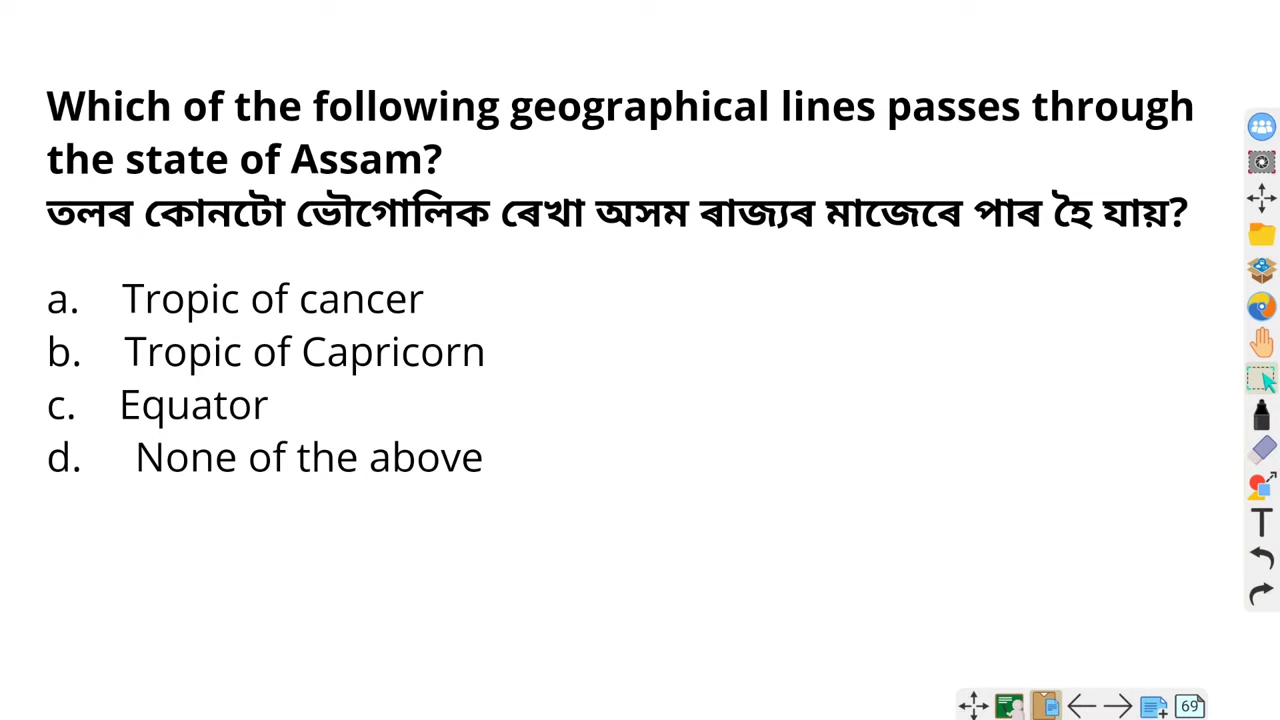 Which of the following geographical lines passes through
the state of Assam?
তলৰ কোনটো ভৌগোলিক ৰেখা অসম ৰাজ্যৰ মাজেৰে পাৰ হৈ যায়?
a. Tropic of cancer
b. Tropic of Capricorn
c. Equator
d. None of the above
T
69